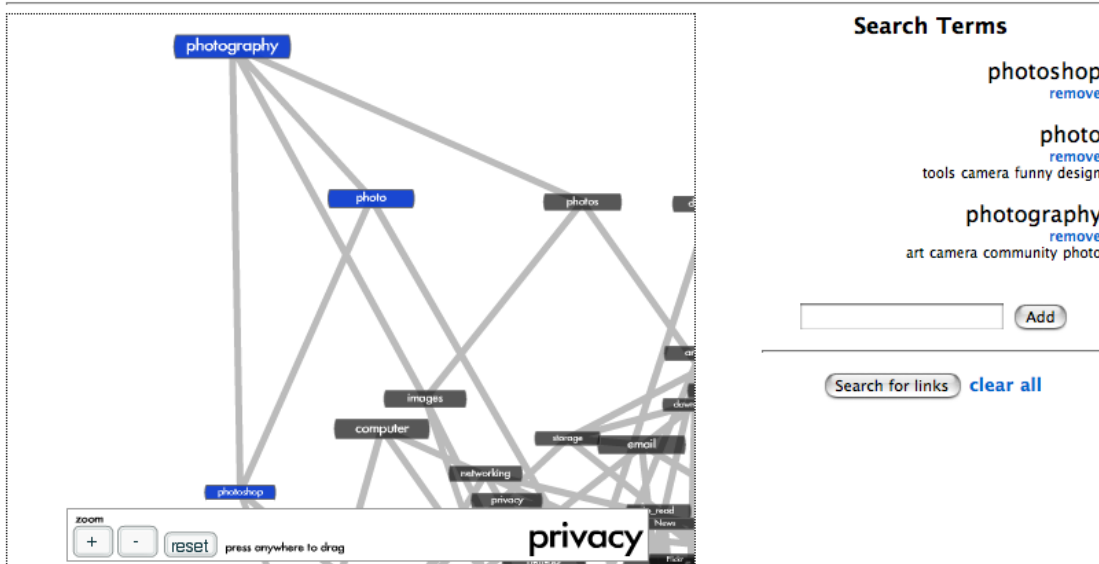 photography
photo
photos
images
computer
storage
email
networking
privacy
photoshop
News
Flickr
zoom
+
-
reset
press anywhere to drag
privacy
Search Terms
photoshop
remove
photo
remove
tools camera funny design
photography
remove
art camera community photo
Add
Search for links clear all